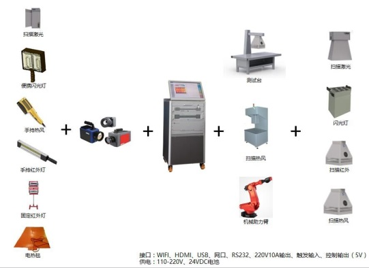 扫描激光
便携闪光灯
手持热风
手持红外灯
固定红外灯
电热毯
+
+
+
+
测试台
扫描热风
机械助力臂
扫描激光
闪光灯
扫描红外
扫描热风
接口：WIFI、HDMI、USB、网口、RS232、220V10A输出、触发输入、控制输出（5V）
供电：110-220V、24VDC电池